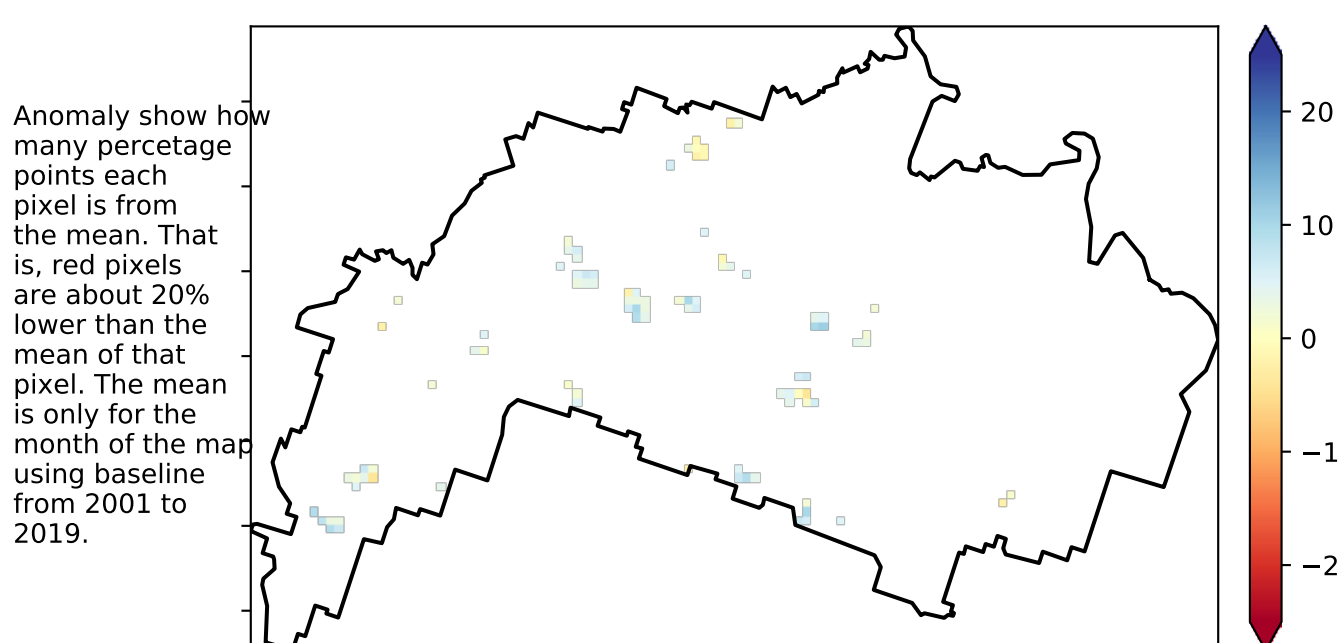 Anomaly show how
many percetage
points each
pixel is from
the mean. That
is, red pixels
are about 20%
lower than the
mean of that
pixel. The mean
is only for the
month of the map
using baseline
from 2001 to
2019.
20
10
0
−1
−2